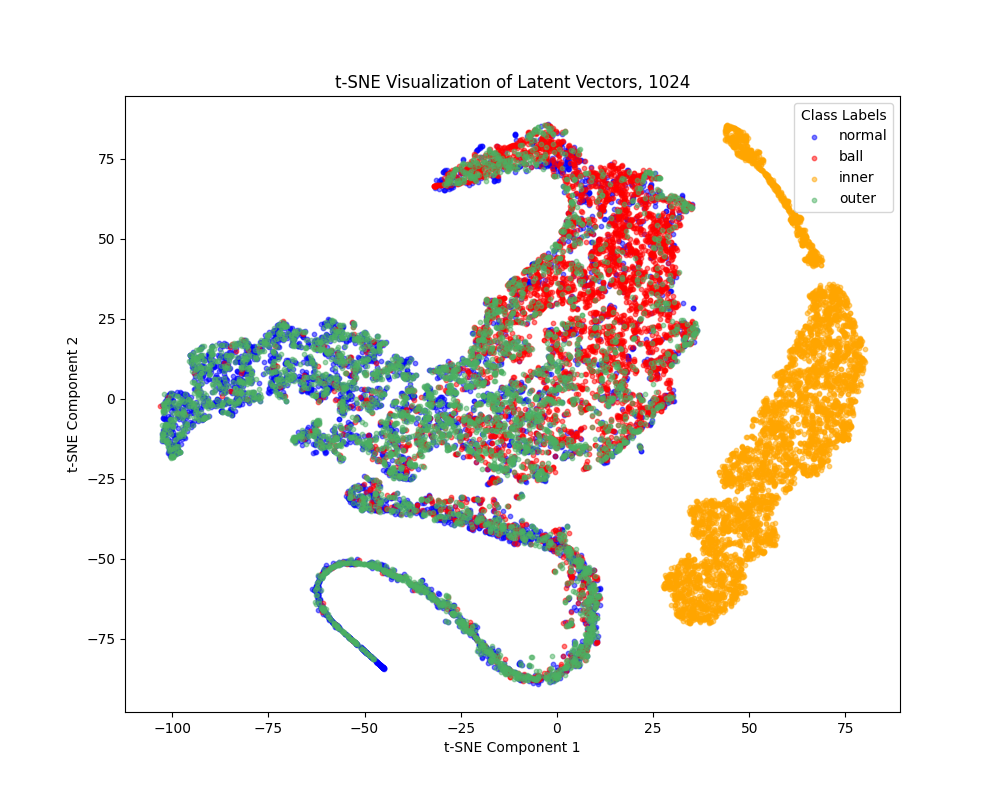 t-SNE Visualization of Latent Vectors, 1024
Class Labels
normal
ball
inner
outer
75
50
25
0
−25
−50
−75
t-SNE Component 2
−100
−75
−50
−25
0
25
50
75
t-SNE Component 1